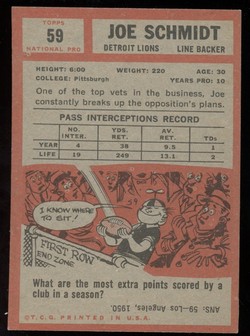 TOPPS
59
NATIONAL PRO
JOE SCHMIDT
DETROIT LIONS LINE BACKER
HEIGHT: 6:00 WEIGHT: 220 AGE: 30
COLLEGE: Pittsburgh YEARS PRO: 10
One of the top vets in the business, Joe
constantly breaks up the opposition's plans.
PASS INTERCEPTIONS RECORD
NO. INTER. YDS. RET. AV. RET. TD'S
YEAR 4 38 9.5 1
LIFE 19 249 13.1 2
I KNOW WHERE
TO SIT!
FIRST ROW
END ZONE
What are the most extra points scored by a
club in a season?
ANS: 59—Los Angeles, 1950.
© T.C.G. PRINTED IN U.S.A.